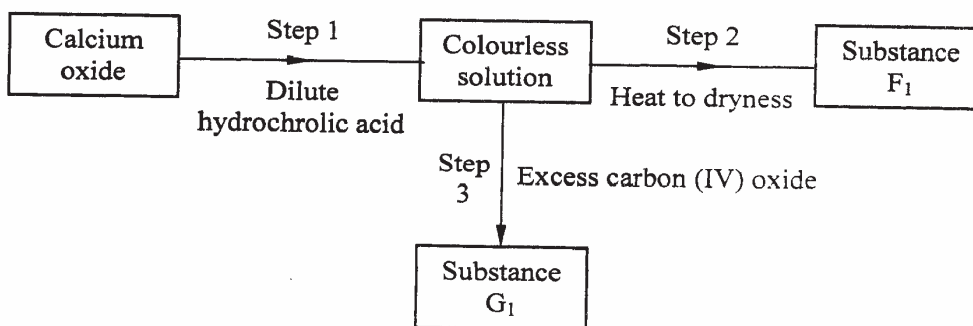 Calcium
oxide
Step 1
Dilute
hydrochrolic acid
Colourless
solution
Step 2
Heat to dryness
Substance
F₁
Step
3
Excess carbon (IV) oxide
Substance
G₁